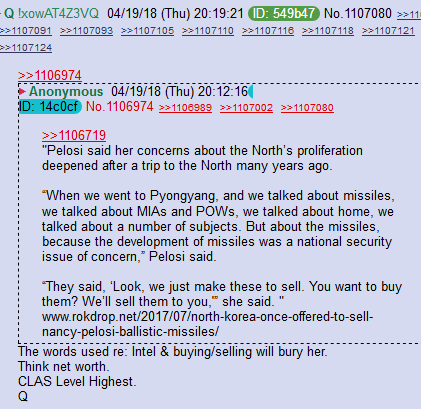 Q !xowAT4Z3VQ 04/19/18 (Thu) 20:19:21 ID: 549b47 No.1107080 >>11
>>1107091 >>1107093 >>1107105 >>1107110 >>1107116 >>1107118 >>1107121
>>1107124
>>1106974
Anonymous 04/19/18 (Thu) 20:12:16
ID: 14c0cf No.1106974 >>1106989 >>1107002 >>1107080
>>1106719
"Pelosi said her concerns about the North's proliferation
deepened after a trip to the North many years ago.
“When we went to Pyongyang, and we talked about missiles,
we talked about MIAs and POWs, we talked about home, we
talked about a number of subjects. But about the missiles,
because the development of missiles was a national security
issue of concern,” Pelosi said.
“They said, ‘Look, we just make these to sell. You want to buy
them? We’ll sell them to you,’” she said. "
www.rokdrop.net/2017/07/north-korea-once-offered-to-sell-
nancy-pelosi-ballistic-missiles/
The words used re: Intel & buying/selling will bury her.
Think net worth.
CLAS Level Highest.
Q